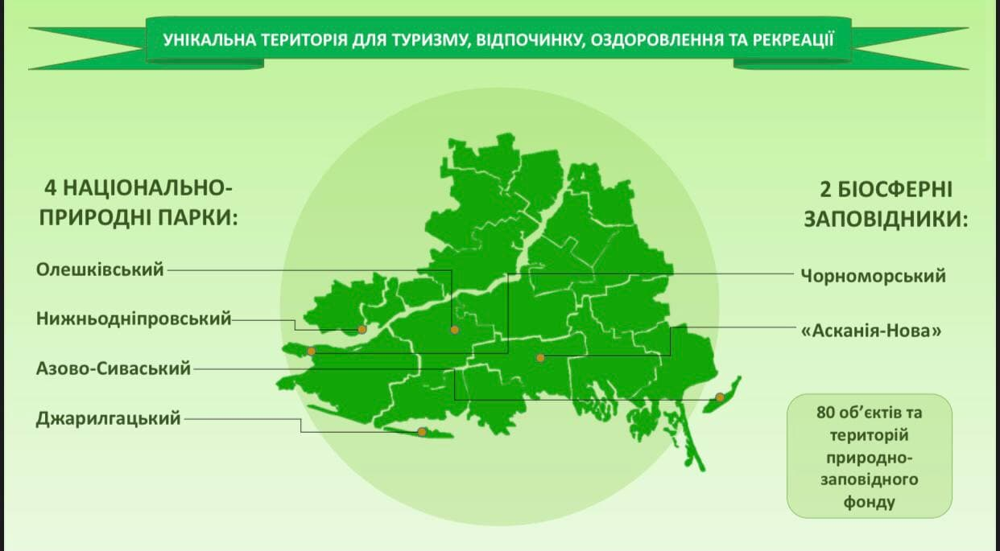 УНІКАЛЬНА ТЕРИТОРІЯ ДЛЯ ТУРИЗМУ, ВІДПОЧИНКУ, ОЗДОРОВЛЕННЯ ТА РЕКРЕАЦІЇ
4 НАЦІОНАЛЬНО-
ПРИРОДНІ ПАРКИ:
Олешківський
Нижньодніпровський
Азово-Сиваський
Джарилгацький
2 БІОСФЕРНІ
ЗАПОВІДНИКИ:
Чорноморський
«Асканія-Нова»
80 об’єктів та
територій
природно-
заповідного
фонду